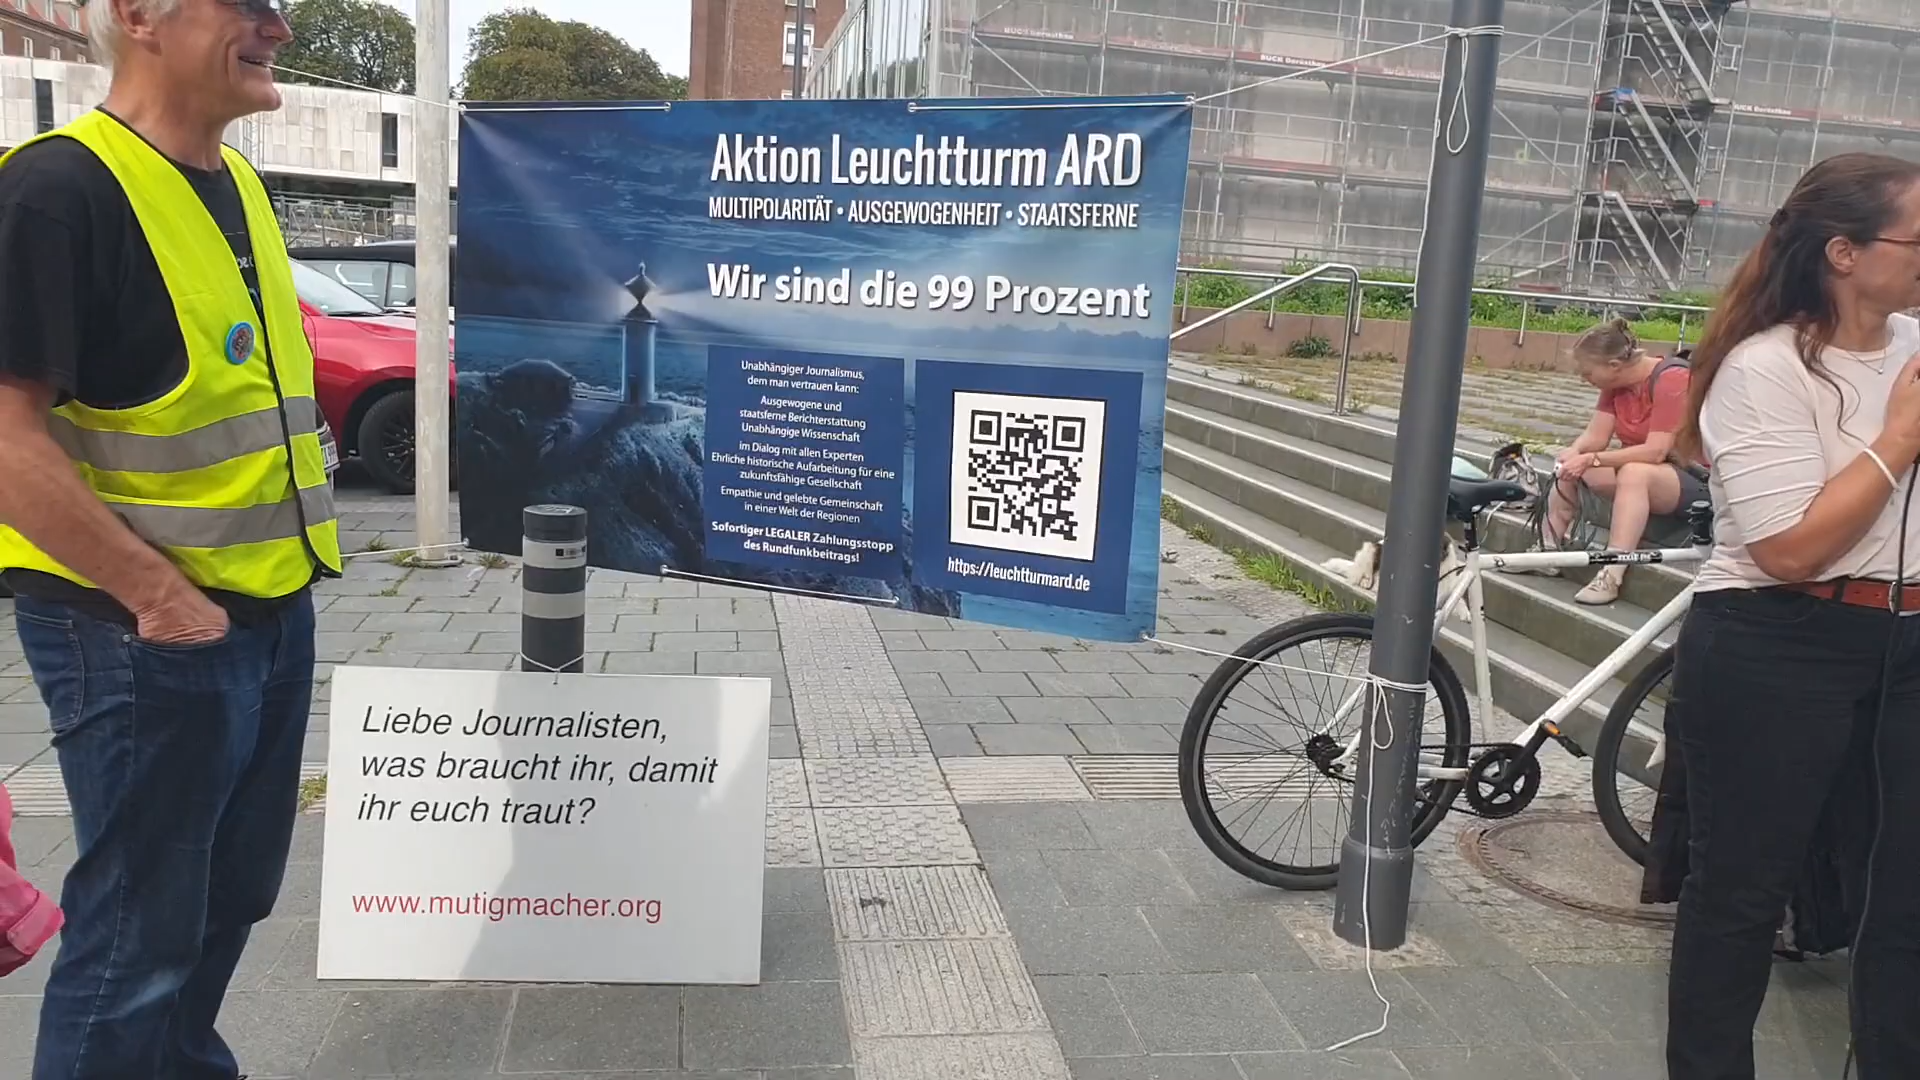 Aktion Leuchtturm ARD
MULTIPOLARITÄT • AUSGEWOGENHEIT • STAATSFERNE
Wir sind die 99 Prozent
Unabhängiger Journalismus,
dem man vertrauen kann:
Ausgewogene und
staatsferne Berichterstattung
Unabhängige Wissenschaft
im Dialog mit allen Experten
Ehrliche historische Aufarbeitung für eine
zukunftsfähige Gesellschaft
Empathie und gelebte Gemeinschaft
in einer Welt der Regionen
Sofortiger LEGALER Zahlungsstopp
des Rundfunkbeitrags!
https://leuchtturmard.de
Liebe Journalisten,
was braucht ihr, damit
ihr euch traut?
www.mutigmacher.org